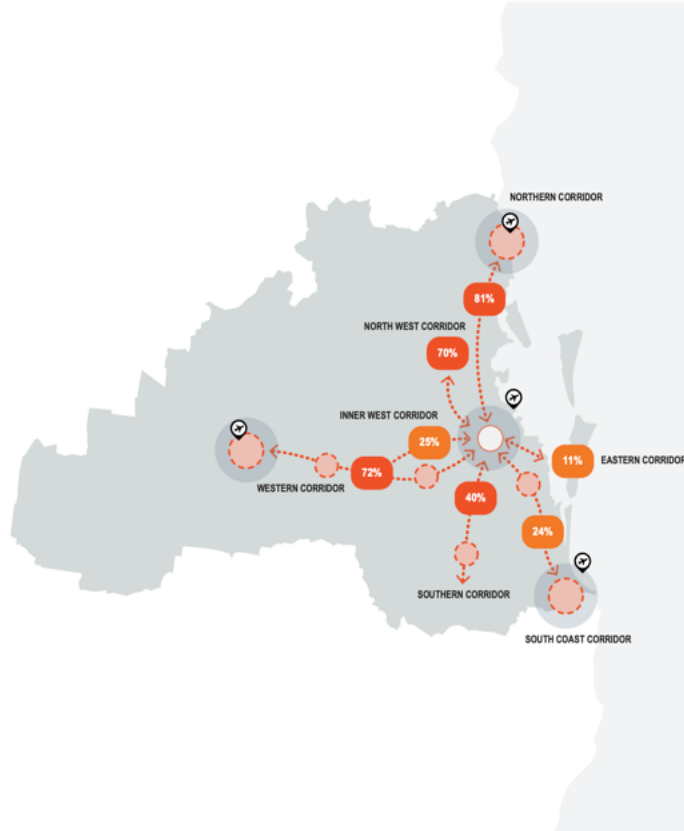 NORTHERN CORRIDOR
81%
NORTH WEST CORRIDOR
70%
INNER WEST CORRIDOR
25%
72%
WESTERN CORRIDOR
11%
EASTERN CORRIDOR
40%
24%
SOUTHERN CORRIDOR
SOUTH COAST CORRIDOR